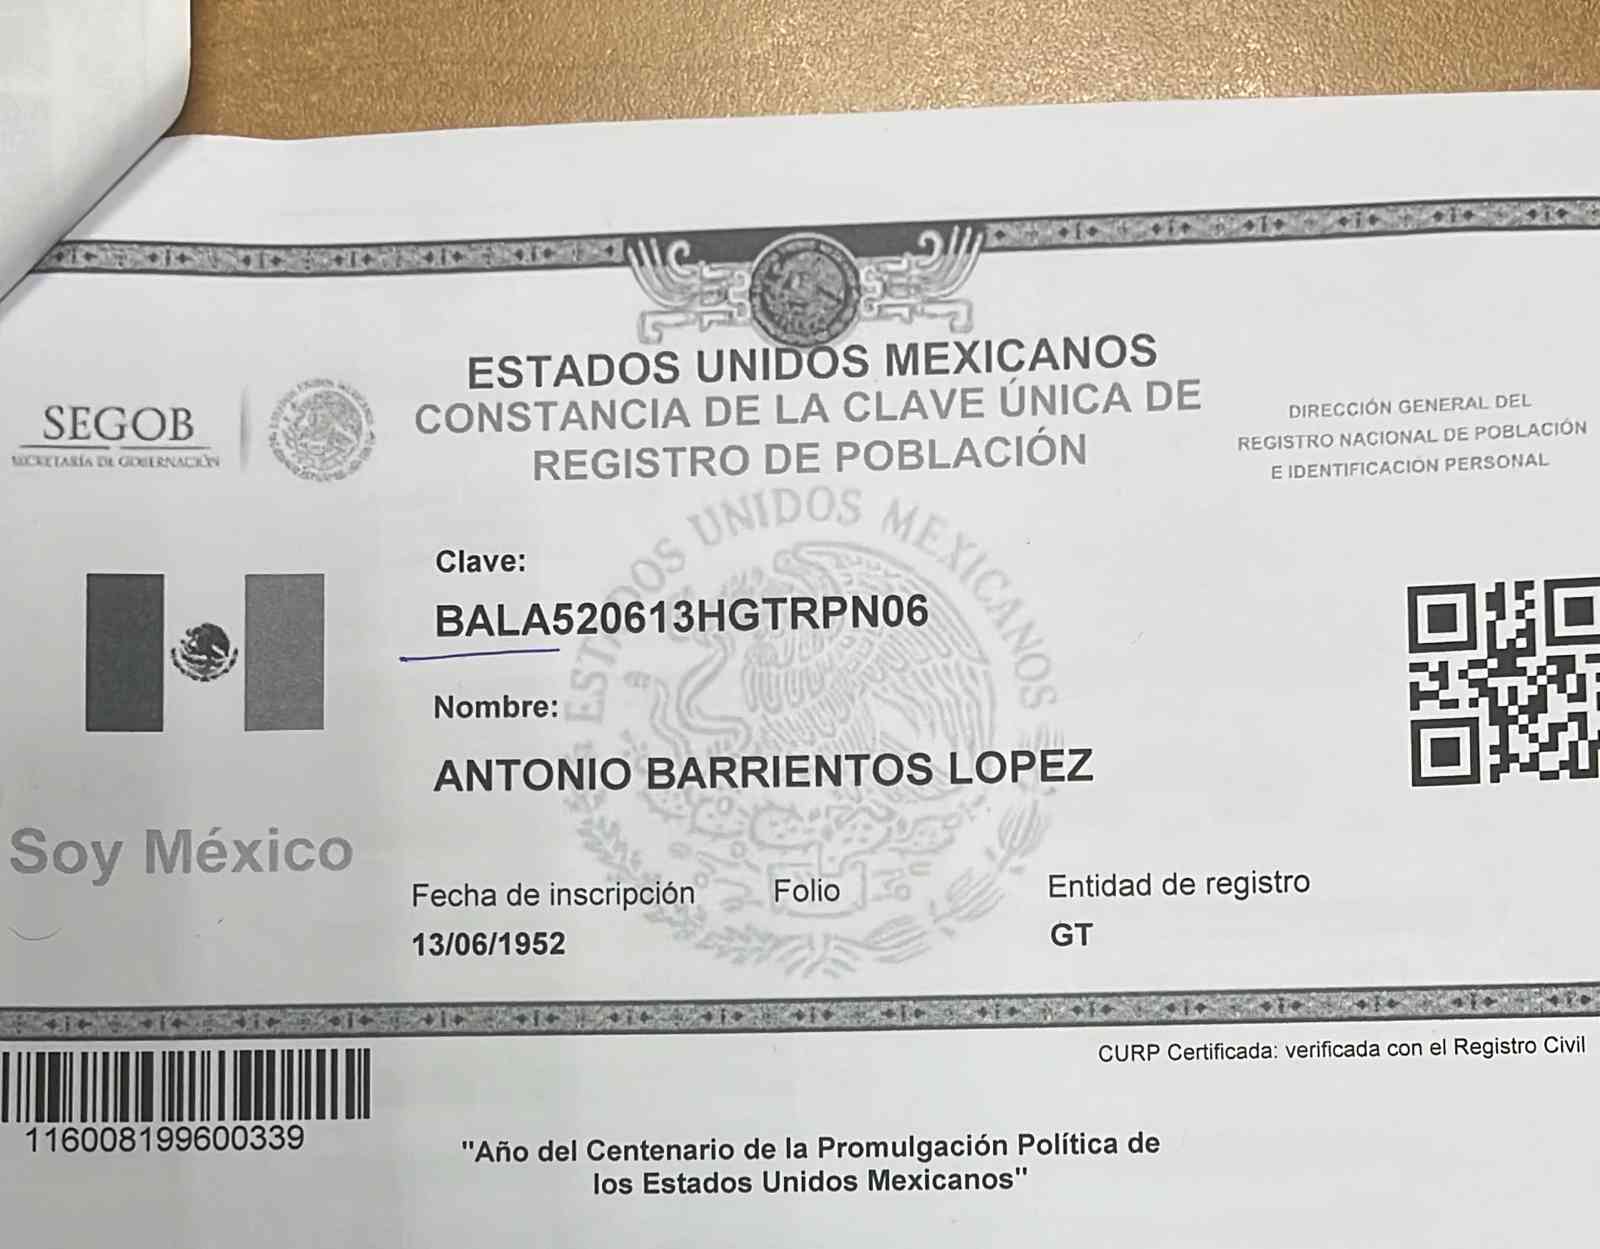 ESTADOS UNIDOS MEXICANOS
CONSTANCIA DE LA CLAVE ÚNICA DE
REGISTRO DE POBLACIÓN
SEGOB
SECRETARÍA DE GOBERNACIÓN
DIRECCIÓN GENERAL DEL
REGISTRO NACIONAL DE POBLACIÓN
E IDENTIFICACIÓN PERSONAL
ESTADOS UNIDOS MEXICANOS
Clave:
BALA520613HGTRPN06
Nombre:
ANTONIO BARRIENTOS LOPEZ
Soy México
Fecha de inscripción Folio Entidad de registro
13/06/1952 GT
CURP Certificada: verificada con el Registro Civil
116008199600339
"Año del Centenario de la Promulgación Política de
los Estados Unidos Mexicanos"